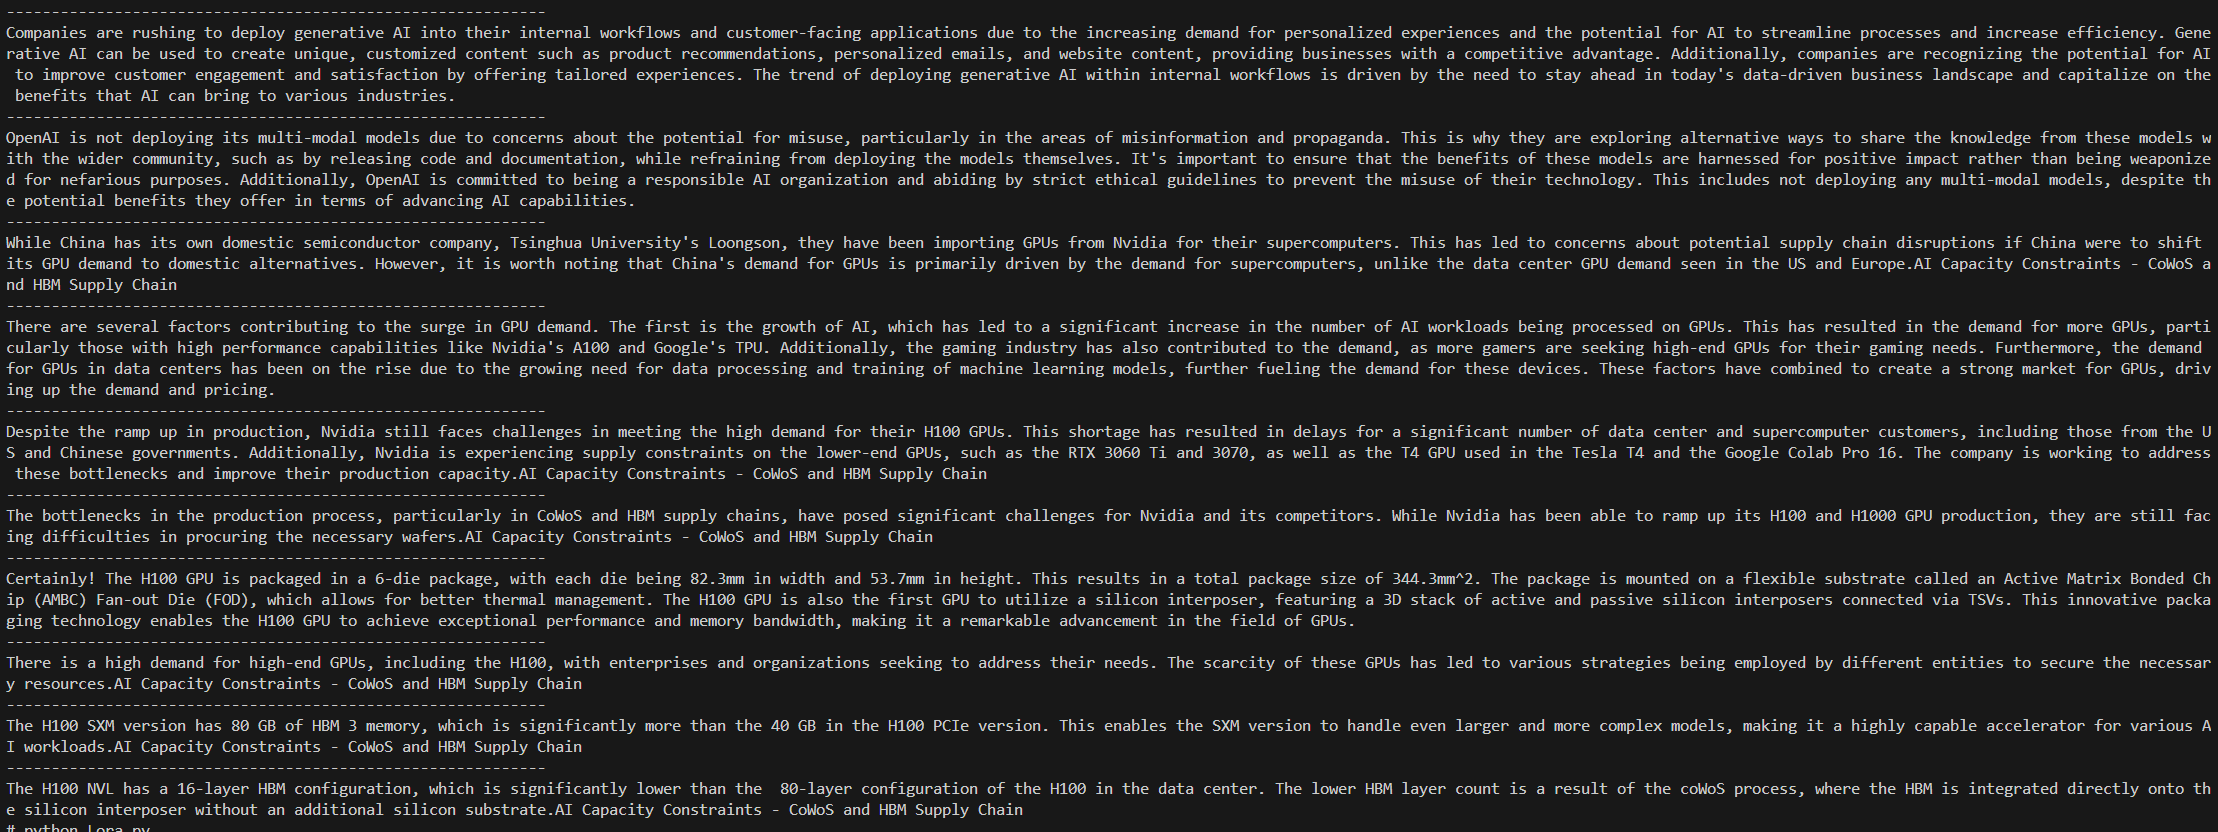 ------------------------------------------------------------
Companies are rushing to deploy generative AI into their internal workflows and customer-facing applications due to the increasing demand for personalized experiences and the potential for AI to streamline processes and increase efficiency. Gene
rative AI can be used to create unique, customized content such as product recommendations, personalized emails, and website content, providing businesses with a competitive advantage. Additionally, companies are recognizing the potential for AI
 to improve customer engagement and satisfaction by offering tailored experiences. The trend of deploying generative AI within internal workflows is driven by the need to stay ahead in today's data-driven business landscape and capitalize on the
 benefits that AI can bring to various industries.
------------------------------------------------------------
OpenAI is not deploying its multi-modal models due to concerns about the potential for misuse, particularly in the areas of misinformation and propaganda. This is why they are exploring alternative ways to share the knowledge from these models w
ith the wider community, such as by releasing code and documentation, while refraining from deploying the models themselves. It's important to ensure that the benefits of these models are harnessed for positive impact rather than being weaponize
d for nefarious purposes. Additionally, OpenAI is committed to being a responsible AI organization and abiding by strict ethical guidelines to prevent the misuse of their technology. This includes not deploying any multi-modal models, despite th
e potential benefits they offer in terms of advancing AI capabilities.
------------------------------------------------------------
While China has its own domestic semiconductor company, Tsinghua University's Loongson, they have been importing GPUs from Nvidia for their supercomputers. This has led to concerns about potential supply chain disruptions if China were to shift
its GPU demand to domestic alternatives. However, it is worth noting that China's demand for GPUs is primarily driven by the demand for supercomputers, unlike the data center GPU demand seen in the US and Europe.AI Capacity Constraints - CoWoS a
nd HBM Supply Chain
------------------------------------------------------------
There are several factors contributing to the surge in GPU demand. The first is the growth of AI, which has led to a significant increase in the number of AI workloads being processed on GPUs. This has resulted in the demand for more GPUs, parti
cularly those with high performance capabilities like Nvidia's A100 and Google's TPU. Additionally, the gaming industry has also contributed to the demand, as more gamers are seeking high-end GPUs for their gaming needs. Furthermore, the demand
for GPUs in data centers has been on the rise due to the growing need for data processing and training of machine learning models, further fueling the demand for these devices. These factors have combined to create a strong market for GPUs, driv
ing up the demand and pricing.
------------------------------------------------------------
Despite the ramp up in production, Nvidia still faces challenges in meeting the high demand for their H100 GPUs. This shortage has resulted in delays for a significant number of data center and supercomputer customers, including those from the U
S and Chinese governments. Additionally, Nvidia is experiencing supply constraints on the lower-end GPUs, such as the RTX 3060 Ti and 3070, as well as the T4 GPU used in the Tesla T4 and the Google Colab Pro 16. The company is working to address
 these bottlenecks and improve their production capacity.AI Capacity Constraints - CoWoS and HBM Supply Chain
------------------------------------------------------------
The bottlenecks in the production process, particularly in CoWoS and HBM supply chains, have posed significant challenges for Nvidia and its competitors. While Nvidia has been able to ramp up its H100 and H1000 GPU production, they are still fac
ing difficulties in procuring the necessary wafers.AI Capacity Constraints - CoWoS and HBM Supply Chain
------------------------------------------------------------
Certainly! The H100 GPU is packaged in a 6-die package, with each die being 82.3mm in width and 53.7mm in height. This results in a total package size of 344.3mm^2. The package is mounted on a flexible substrate called an Active Matrix Bonded Ch
ip (AMBC) Fan-out Die (FOD), which allows for better thermal management. The H100 GPU is also the first GPU to utilize a silicon interposer, featuring a 3D stack of active and passive silicon interposers connected via TSVs. This innovative packa
ging technology enables the H100 GPU to achieve exceptional performance and memory bandwidth, making it a remarkable advancement in the field of GPUs.
------------------------------------------------------------
There is a high demand for high-end GPUs, including the H100, with enterprises and organizations seeking to address their needs. The scarcity of these GPUs has led to various strategies being employed by different entities to secure the necessar
y resources.AI Capacity Constraints - CoWoS and HBM Supply Chain
------------------------------------------------------------
The H100 SXM version has 80 GB of HBM 3 memory, which is significantly more than the 40 GB in the H100 PCIe version. This enables the SXM version to handle even larger and more complex models, making it a highly capable accelerator for various A
I workloads.AI Capacity Constraints - CoWoS and HBM Supply Chain
------------------------------------------------------------
The H100 NVL has a 16-layer HBM configuration, which is significantly lower than the  80-layer configuration of the H100 in the data center. The lower HBM layer count is a result of the coWoS process, where the HBM is integrated directly onto th
e silicon interposer without an additional silicon substrate.AI Capacity Constraints - CoWoS and HBM Supply Chain
# python Lora.py